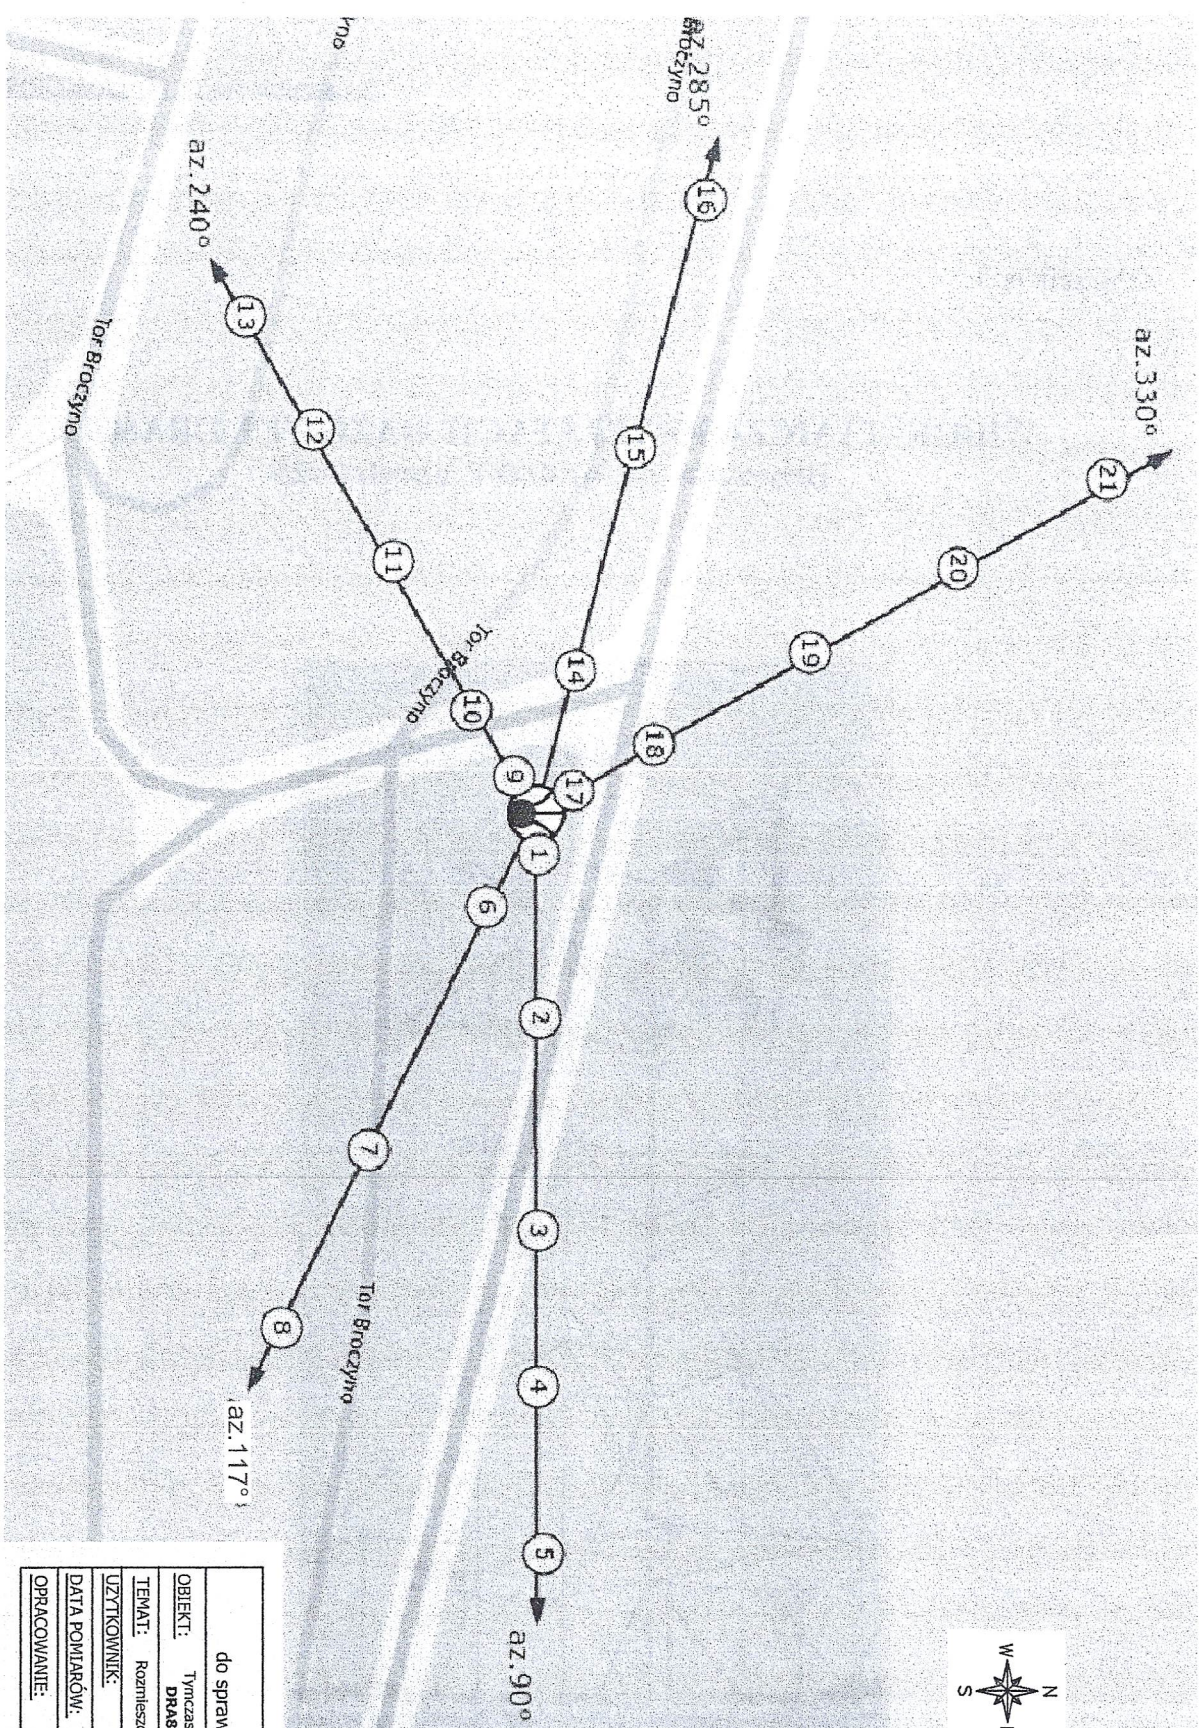 az.330°
21
20
19
18
17
az.285°
16
15
14
az.240°
13
12
11
10
9
1
2
3
4
5
az.90°
6
7
8
az.117°
Tor Broczyno
Tor Broczyno
Tor Broczyno
N
W
S
do spraw
OBIEKT: Tymczas
DRA8
TEMAT: Rozmieszc
UŻYTKOWNIK:
DATA POMIARÓW:
OPRACOWANIE: